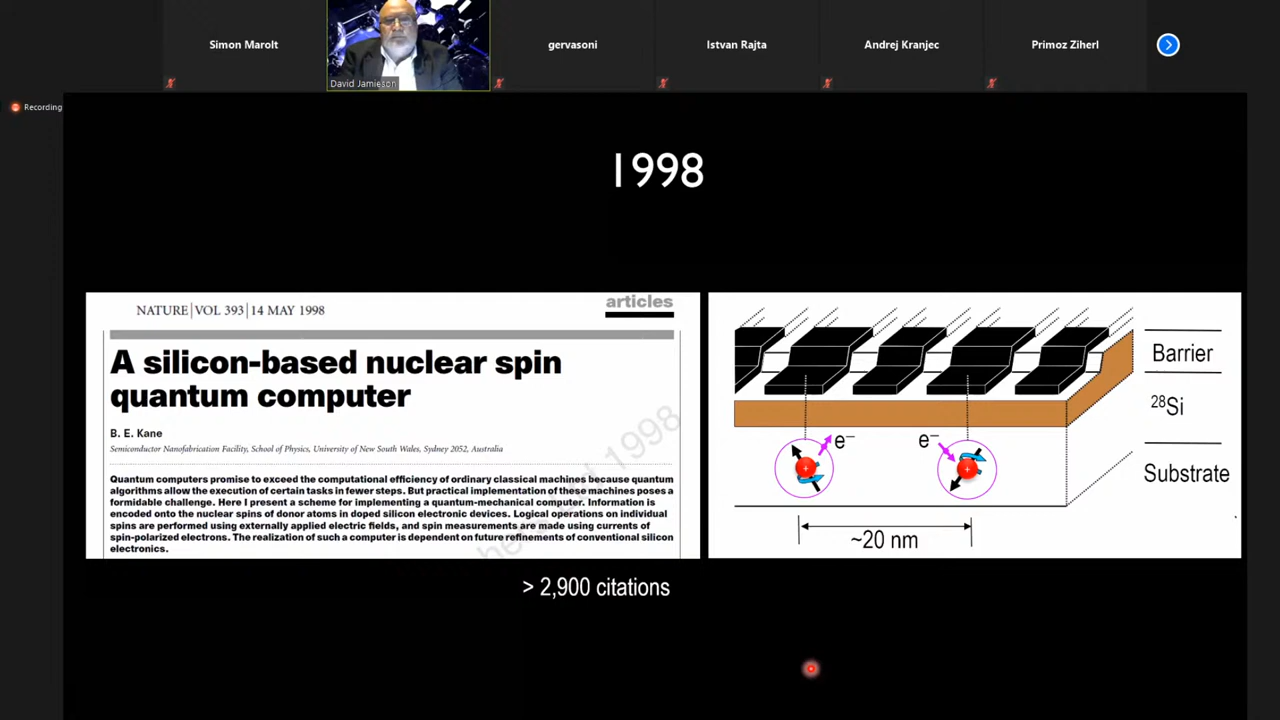 Simon Marolt
David Jamieson
gervasoni
Istvan Rajta
Andrej Kranjec
Primoz Ziherl
Recording
1998
NATURE | VOL 393 | 14 MAY 1998
articles
A silicon-based nuclear spin
quantum computer
B. E. Kane
Semiconductor Nanofabrication Facility, School of Physics, University of New South Wales, Sydney 2052, Australia
Quantum computers promise to exceed the computational efficiency of ordinary classical machines because quantum
algorithms allow the execution of certain tasks in fewer steps. But practical implementation of these machines poses a
formidable challenge. Here I present a scheme for implementing a quantum-mechanical computer. Information is
encoded onto the nuclear spins of donor atoms in doped silicon electronic devices. Logical operations on individual
spins are performed using externally applied electric fields, and spin measurements are made using currents of
spin-polarized electrons. The realization of such a computer is dependent on future refinements of conventional silicon
electronics.
1998
> 2,900 citations
Barrier
²⁸Si
Substrate
e⁻
e⁻
+
+
~20 nm